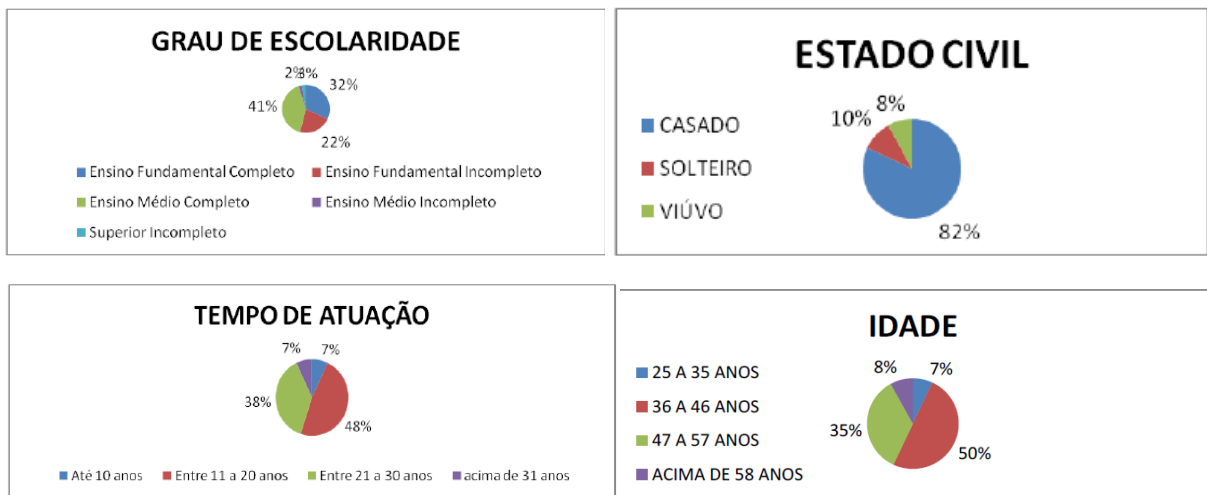 GRAU DE ESCOLARIDADE
2%
3%
32%
41%
22%
Ensino Fundamental Completo
Ensino Fundamental Incompleto
Ensino Médio Completo
Ensino Médio Incompleto
Superior Incompleto
ESTADO CIVIL
8%
10%
CASADO
SOLTEIRO
VIÚVO
82%
TEMPO DE ATUAÇÃO
7%
7%
38%
48%
Até 10 anos
Entre 11 a 20 anos
Entre 21 a 30 anos
acima de 31 anos
IDADE
8%
7%
25 A 35 ANOS
36 A 46 ANOS
47 A 57 ANOS
35%
50%
ACIMA DE 58 ANOS